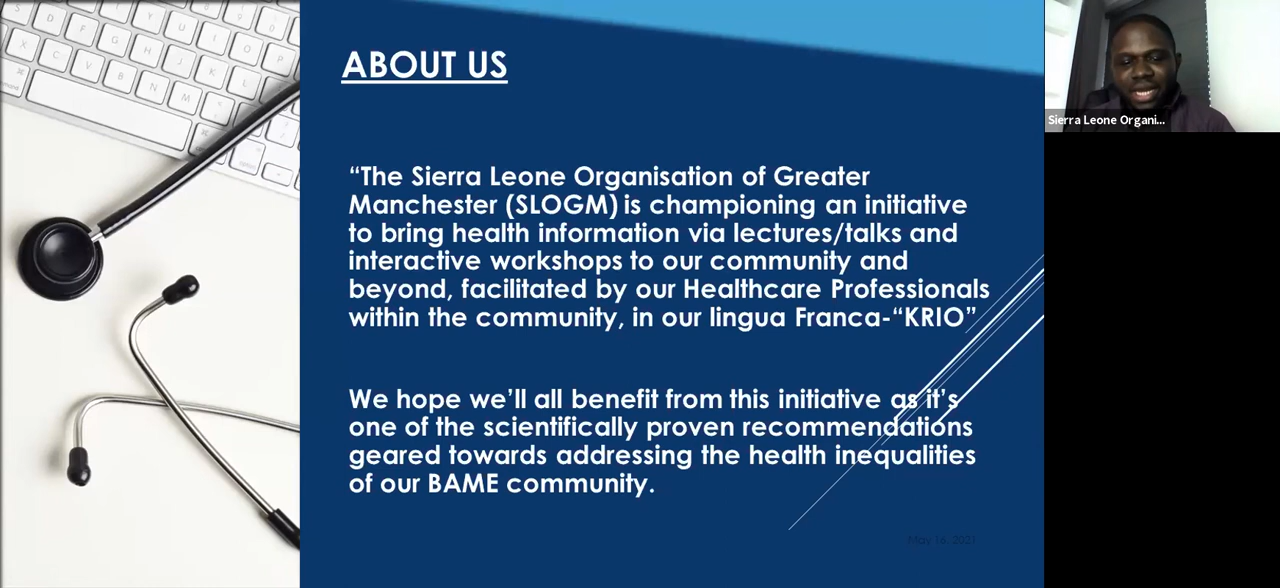 ABOUT US
“The Sierra Leone Organisation of Greater
Manchester (SLOGM) is championing an initiative
to bring health information via lectures/talks and
interactive workshops to our community and
beyond, facilitated by our Healthcare Professionals
within the community, in our lingua Franca-“KRIO”
We hope we’ll all benefit from this initiative as it’s
one of the scientifically proven recommendations
geared towards addressing the health inequalities
of our BAME community.
May 16, 2021
Sierra Leone Organi...